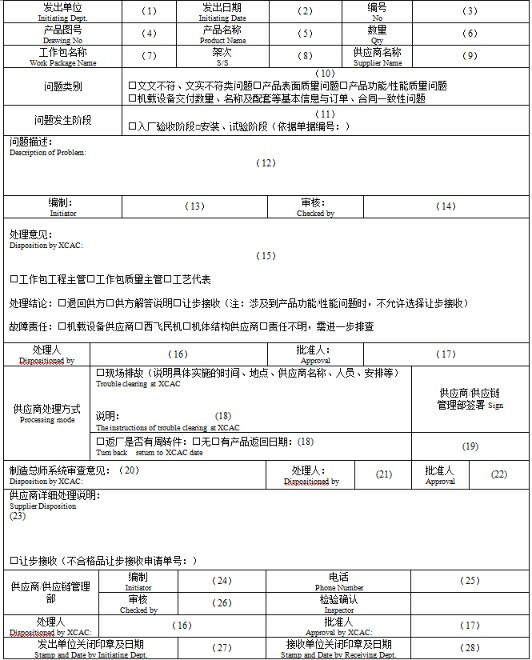 发出单位 (1) 发出日期 (2) 编号 (3)
Initiating Dept. Initiating Date No
产品图号 (4) 产品名称 (5) 数量 (6)
Drawing No Product Name Qty
工作包名称 (7) 架次 (8) 供应商名称 (9)
Work Package Name S/S Supplier Name
问题类别 (10)
□文文不符、文实不符类问题□产品表面质量问题□产品功能/性能质量问题
□机载设备交付数量、名称及配套等基本信息与订单、合同一致性问题
问题发生阶段 (11)
□入厂验收阶段□安装、试验阶段（依据单据编号：）
问题描述：
Description of Problem:
(12)
编制： (13) 审核： (14)
Initiator Checked by
处理意见：
Disposition by XCAC:
(15)
□工作包工程主管□工作包质量主管□工艺代表
处理结论：□退回供方□供方解答说明□让步接收（注：涉及到产品功能/性能问题时，不允许选择让步接收）
故障责任：□机载设备供应商□西飞民机□机体结构供应商□责任不明，需进一步排查
处理人 (16) 批准人： (17)
Dispositioned by Approval
供应商处理方式
Processing mode
□现场排故（说明具体实施的时间、地点、供应商名称、人员、安排等）
Trouble clearing at XCAC
说明： (18)
The instructions of trouble clearing at XCAC
供应商/供应链
管理部签署 Sign
□返厂是否有周转件：□无□有产品返回日期：(18)
Turn back return to XCAC date
(19)
制造总师系统审查意见：(20) 处理人： (21) 批准人 (22)
Disposition by XCAC: Dispositioned by Approval
供应商详细处理说明：
Supplier Disposition
(23)
□让步接收（不合格品让步接收申请单号：）
供应商/供应链管理部
编制 (24) 电话 (25)
Initiator Phone Number
审核 (26) 检验确认
Checked by Inspector
处理人 (16) 批准人 (17)
Dispositioned by XCAC: Approval by XCAC:
发出单位关闭印章及日期 (27) 接收单位关闭印章及日期 (28)
Stamp and Date by Initiating Dept. Stamp and Date by Receiving Dept.